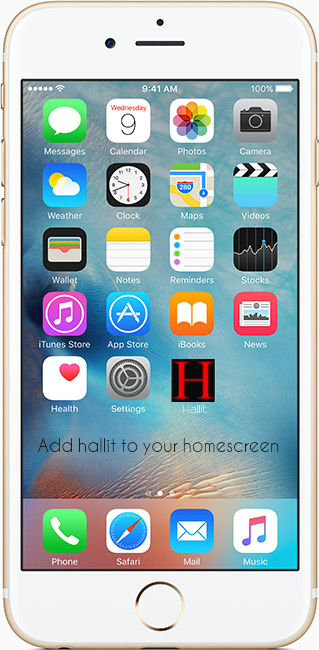 9:41 AM 100%
Wednesday
9
Messages Calendar Photos Camera
280
Weather Clock Maps Videos
Wallet Notes Reminders Stocks
iTunes Store App Store iBooks News
H
Health Settings Hallit
Add hallit to your homescreen
Phone Safari Mail Music